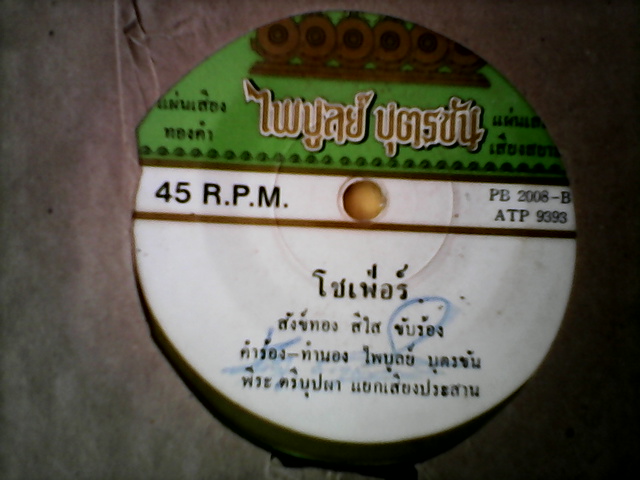 แผ่นเสียง
ทองคำ
ไพบูลย์ บุตรขัน
45 R.P.M.
PB 2008-B
ATP 9393
โชเฟ่อร์
สังข์ทอง สีใส ขับร้อง
คำร้อง-ทำนอง ไพบูลย์ บุตรขัน
พีระ ตรีบุปผา แยกเสียงประสาน